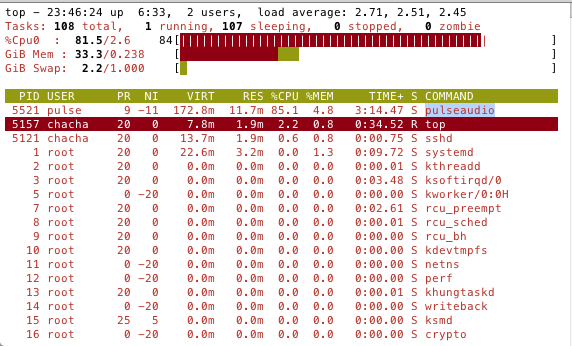 top - 23:46:24 up  6:33,  2 users,  load average: 2.71, 2.51, 2.45
Tasks: 108 total,   1 running, 107 sleeping,   0 stopped,   0 zombie
%Cpu0  :  81.5/2.6    84[||||||||||||||||||||||||||||||||||||||||||||          ]
GiB Mem : 33.3/0.238    [                                                      ]
GiB Swap:  2.2/1.000    [                                                      ]
  PID USER      PR  NI    VIRT    RES %CPU %MEM     TIME+ S COMMAND
 5521 pulse      9 -11  172.8m  11.7m 85.1  4.8   3:14.47 S pulseaudio
 5157 chacha    20   0    7.8m   1.9m  2.2  0.8   0:34.52 R top
 5121 chacha    20   0   13.7m   1.9m  0.6  0.8   0:00.75 S sshd
    1 root      20   0   22.6m   3.2m  0.0  1.3   0:09.72 S systemd
    2 root      20   0    0.0m   0.0m  0.0  0.0   0:00.01 S kthreadd
    3 root      20   0    0.0m   0.0m  0.0  0.0   0:03.48 S ksoftirqd/0
    5 root       0 -20    0.0m   0.0m  0.0  0.0   0:00.00 S kworker/0:0H
    7 root      20   0    0.0m   0.0m  0.0  0.0   0:02.61 S rcu_preempt
    8 root      20   0    0.0m   0.0m  0.0  0.0   0:00.01 S rcu_sched
    9 root      20   0    0.0m   0.0m  0.0  0.0   0:00.00 S rcu_bh
   10 root      20   0    0.0m   0.0m  0.0  0.0   0:00.01 S kdevtmpfs
   11 root       0 -20    0.0m   0.0m  0.0  0.0   0:00.00 S netns
   12 root       0 -20    0.0m   0.0m  0.0  0.0   0:00.00 S perf
   13 root      20   0    0.0m   0.0m  0.0  0.0   0:00.01 S khungtaskd
   14 root       0 -20    0.0m   0.0m  0.0  0.0   0:00.00 S writeback
   15 root      25   5    0.0m   0.0m  0.0  0.0   0:00.00 S ksmd
   16 root       0 -20    0.0m   0.0m  0.0  0.0   0:00.00 S crypto